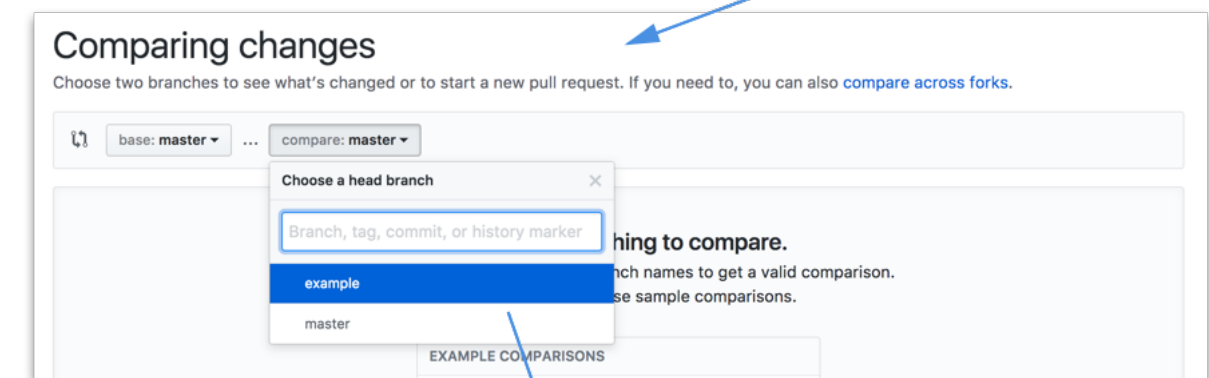 Comparing changes
Choose two branches to see what's changed or to start a new pull request. If you need to, you can also compare across forks.
base: master ... compare: master
Choose a head branch
Branch, tag, commit, or history marker
hing to compare.
example
nch names to get a valid comparison.
se sample comparisons.
master
EXAMPLE COMPARISONS